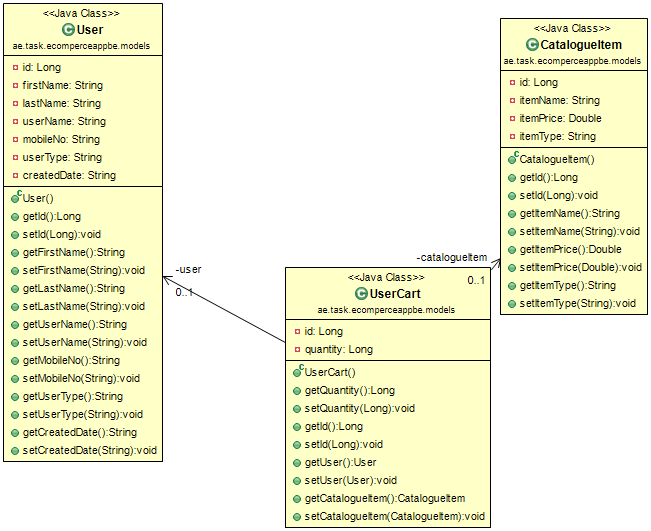 <<Java Class>>
User
ae.task.ecomperceappbe.models
id: Long
firstName: String
lastName: String
userName: String
mobileNo: String
userType: String
createdDate: String
User()
getId():Long
setId(Long):void
getFirstName():String
setFirstName(String):void
getLastName():String
setLastName(String):void
getUserName():String
setUserName(String):void
getMobileNo():String
setMobileNo(String):void
getUserType():String
setUserType(String):void
getCreatedDate():String
setCreatedDate(String):void
-user
0..1
<<Java Class>>
UserCart
ae.task.ecomperceappbe.models
id: Long
quantity: Long
UserCart()
getQuantity():Long
setQuantity(Long):void
getId():Long
setId(Long):void
getUser():User
setUser(User):void
getCatalogueItem():CatalogueItem
setCatalogueItem(CatalogueItem):void
-catalogueItem
0..1
<<Java Class>>
CatalogueItem
ae.task.ecomperceappbe.models
id: Long
itemName: String
itemPrice: Double
itemType: String
CatalogueItem()
getId():Long
setId(Long):void
getItemName():String
setItemName(String):void
getItemPrice():Double
setItemPrice(Double):void
getItemType():String
setItemType(String):void